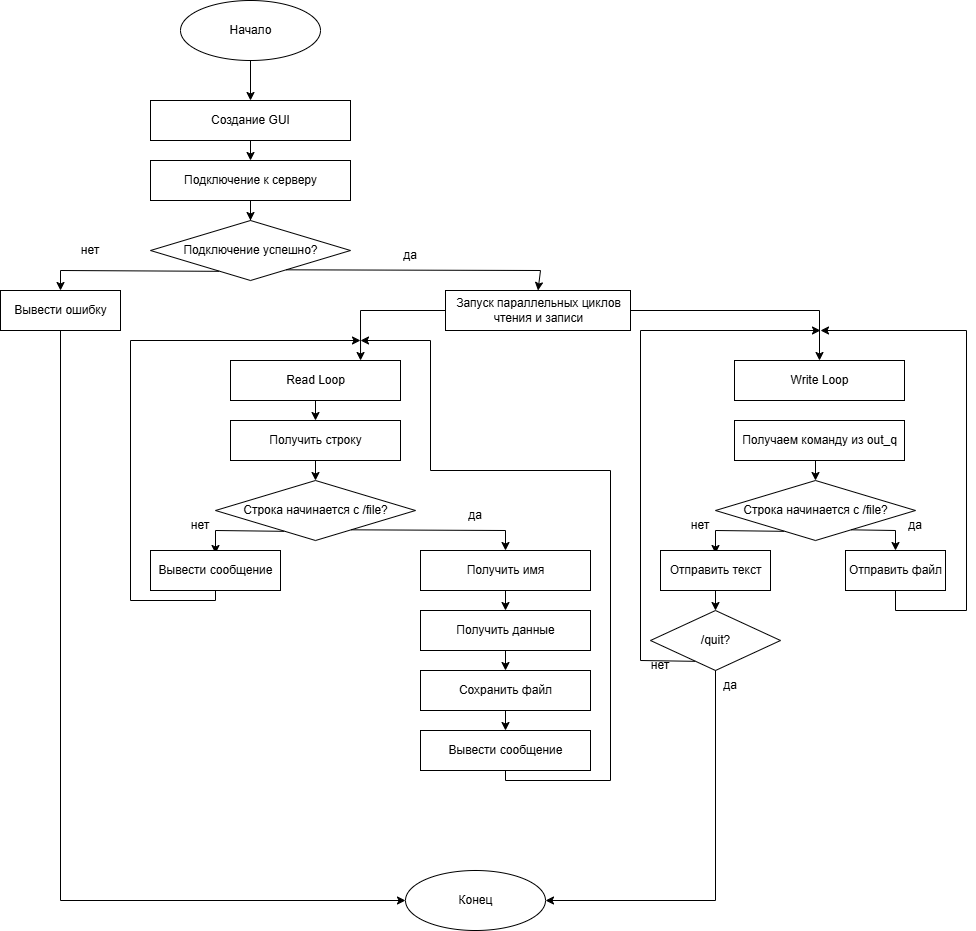 Начало
Создание GUI
Подключение к серверу
Подключение успешно?
нет
да
Вывести ошибку
Запуск параллельных циклов
чтения и записи
Read Loop
Получить строку
Строка начинается с /file?
нет
да
Вывести сообщение
Получить имя
Получить данные
Сохранить файл
Вывести сообщение
Write Loop
Получаем команду из out_q
Строка начинается с /file?
нет
да
Отправить текст
Отправить файл
/quit?
нет
да
Конец